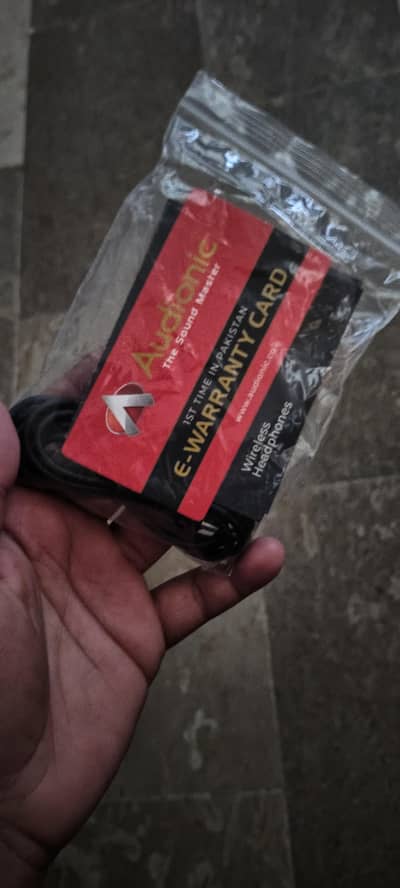 Audionic
The Sound Master
1ST TIME IN PAKISTAN
E-WARRANTY CARD
www.audionic.co
Wireless
Headphones